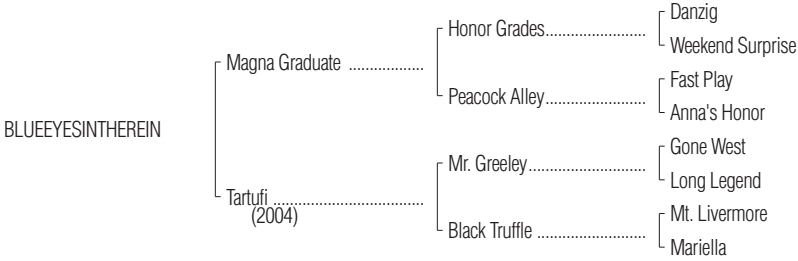 Danzig
Honor Grades..........................
Weekend Surprise
Magna Graduate ..................
Fast Play
Peacock Alley..........................
Anna's Honor
BLUEEYESINTHEREIN
Gone West
Mr. Greeley..............................
Long Legend
Tartufi ....................................
(2004)
Mt. Livermore
Black Truffle ...........................
Mariella